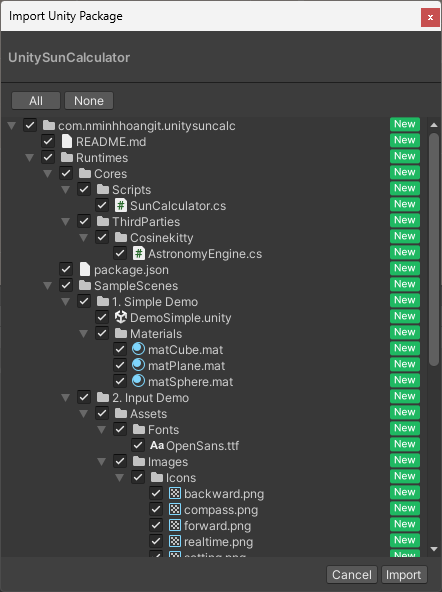 Import Unity Package
x
UnitySunCalculator
All None
com.nminhhoangit.unitysuncalc New
README.md New
Runtimes New
Cores New
Scripts New
# SunCalculator.cs New
ThirdParties New
Cosinekitty New
# AstronomyEngine.cs New
package.json New
SampleScenes New
1. Simple Demo New
DemoSimple.unity New
Materials New
matCube.mat New
matPlane.mat New
matSphere.mat New
2. Input Demo New
Assets New
Fonts New
Aa OpenSans.ttf New
Images New
Icons New
backward.png New
compass.png New
forward.png New
realtime.png New
setting.png New
Cancel Import